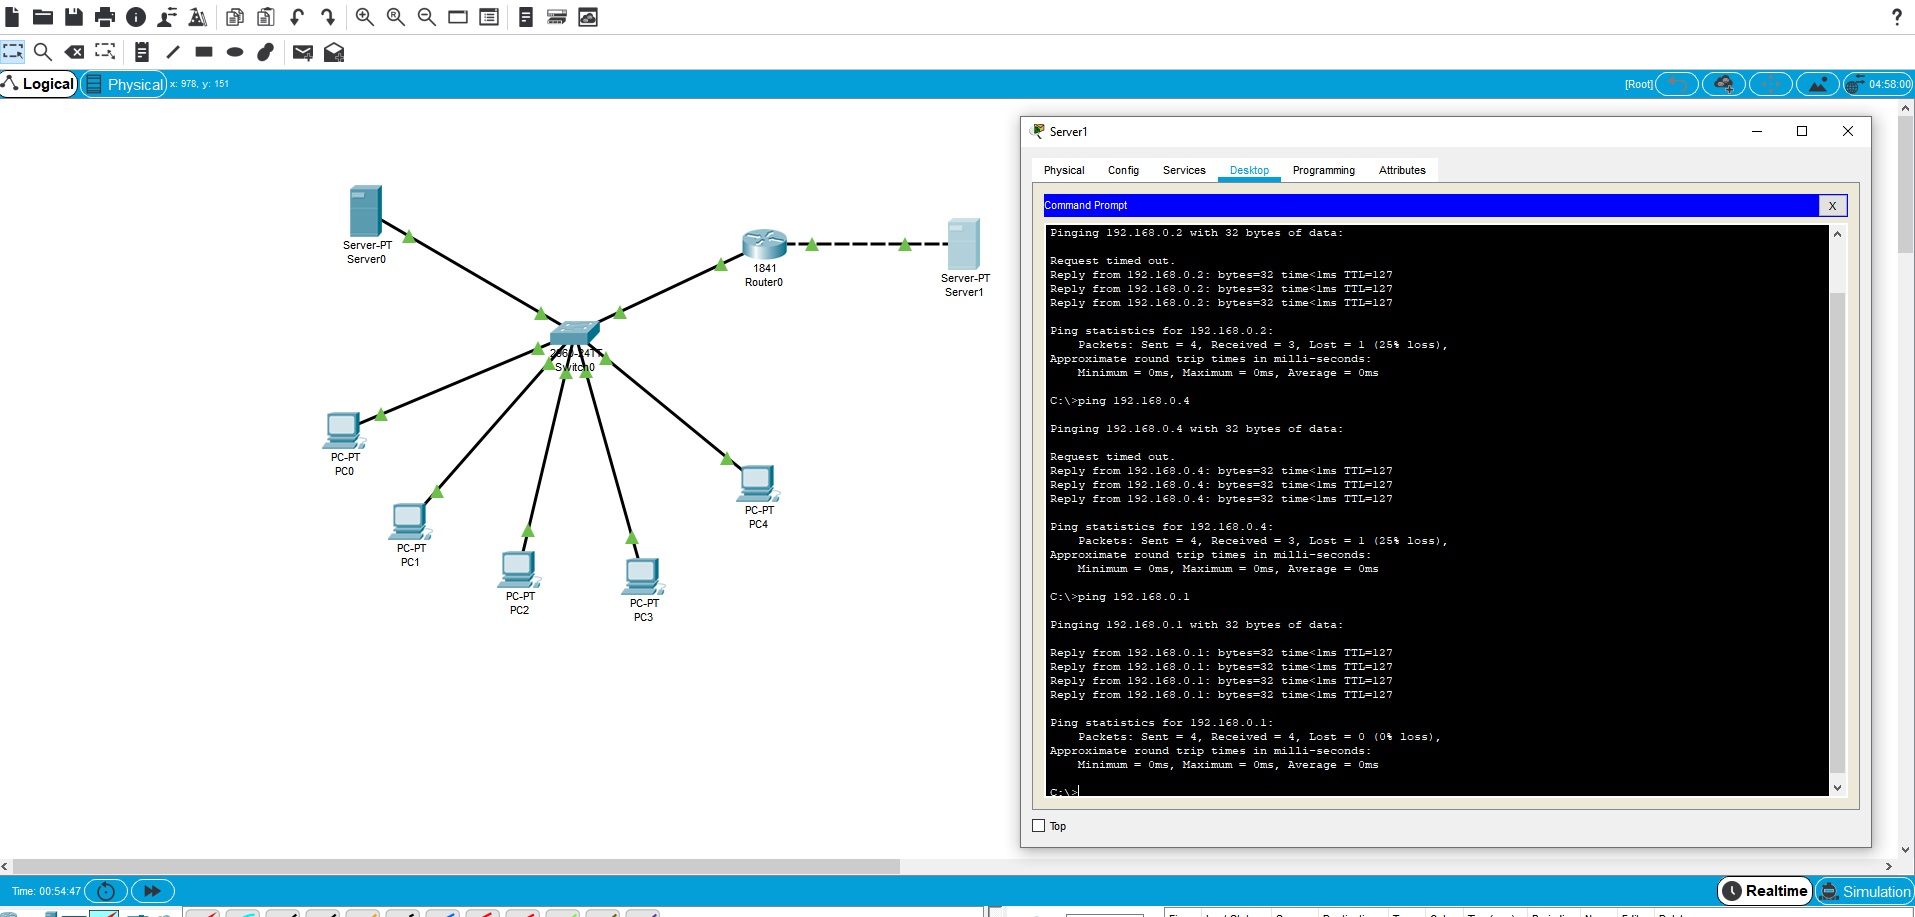 ?
Logical
Physical
x: 978, y: 151
[Root]
04:58:00
Server-PT
Server0
1841
Router0
Server-PT
Server1
Switch0
PC-PT
PC0
PC-PT
PC1
PC-PT
PC2
PC-PT
PC3
PC-PT
PC4
Server1
Physical Config Services Desktop Programming Attributes
Command Prompt
X
Pinging 192.168.0.2 with 32 bytes of data:
Request timed out.
Reply from 192.168.0.2: bytes=32 time<1ms TTL=127
Reply from 192.168.0.2: bytes=32 time<1ms TTL=127
Reply from 192.168.0.2: bytes=32 time<1ms TTL=127
Ping statistics for 192.168.0.2:
Packets: Sent = 4, Received = 3, Lost = 1 (25% loss),
Approximate round trip times in milli-seconds:
Minimum = 0ms, Maximum = 0ms, Average = 0ms
C:\>ping 192.168.0.4
Pinging 192.168.0.4 with 32 bytes of data:
Request timed out.
Reply from 192.168.0.4: bytes=32 time<1ms TTL=127
Reply from 192.168.0.4: bytes=32 time<1ms TTL=127
Reply from 192.168.0.4: bytes=32 time<1ms TTL=127
Ping statistics for 192.168.0.4:
Packets: Sent = 4, Received = 3, Lost = 1 (25% loss),
Approximate round trip times in milli-seconds:
Minimum = 0ms, Maximum = 0ms, Average = 0ms
C:\>ping 192.168.0.1
Pinging 192.168.0.1 with 32 bytes of data:
Reply from 192.168.0.1: bytes=32 time<1ms TTL=127
Reply from 192.168.0.1: bytes=32 time<1ms TTL=127
Reply from 192.168.0.1: bytes=32 time<1ms TTL=127
Reply from 192.168.0.1: bytes=32 time<1ms TTL=127
Ping statistics for 192.168.0.1:
Packets: Sent = 4, Received = 4, Lost = 0 (0% loss),
Approximate round trip times in milli-seconds:
Minimum = 0ms, Maximum = 0ms, Average = 0ms
C:\>
Top
Time: 00:54:47
Realtime
Simulation